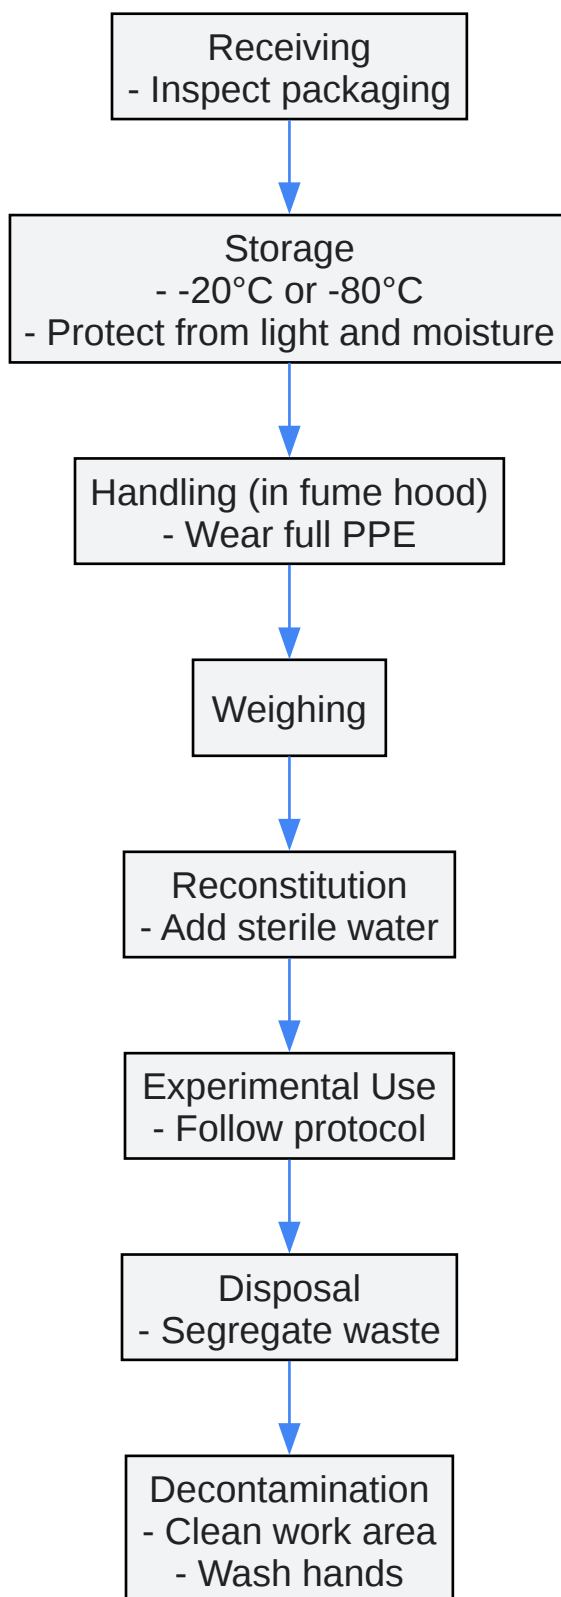 Receiving
- Inspect packaging
Storage
- -20°C or -80°C
- Protect from light and moisture
Handling (in fume hood)
- Wear full PPE
Weighing
Reconstitution
- Add sterile water
Experimental Use
- Follow protocol
Disposal
- Segregate waste
Decontamination
- Clean work area
- Wash hands